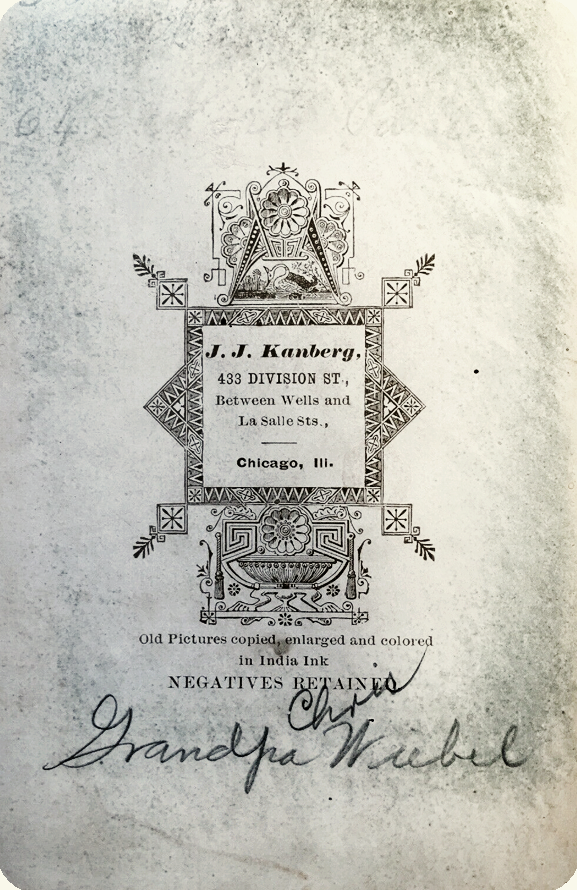 J. J. Kanberg,
433 DIVISION ST.,
Between Wells and
La Salle Sts.,
Chicago, Ill.
Old Pictures copied, enlarged and colored
in India Ink
NEGATIVES RETAINED
Chris
Grandpa Wiebel